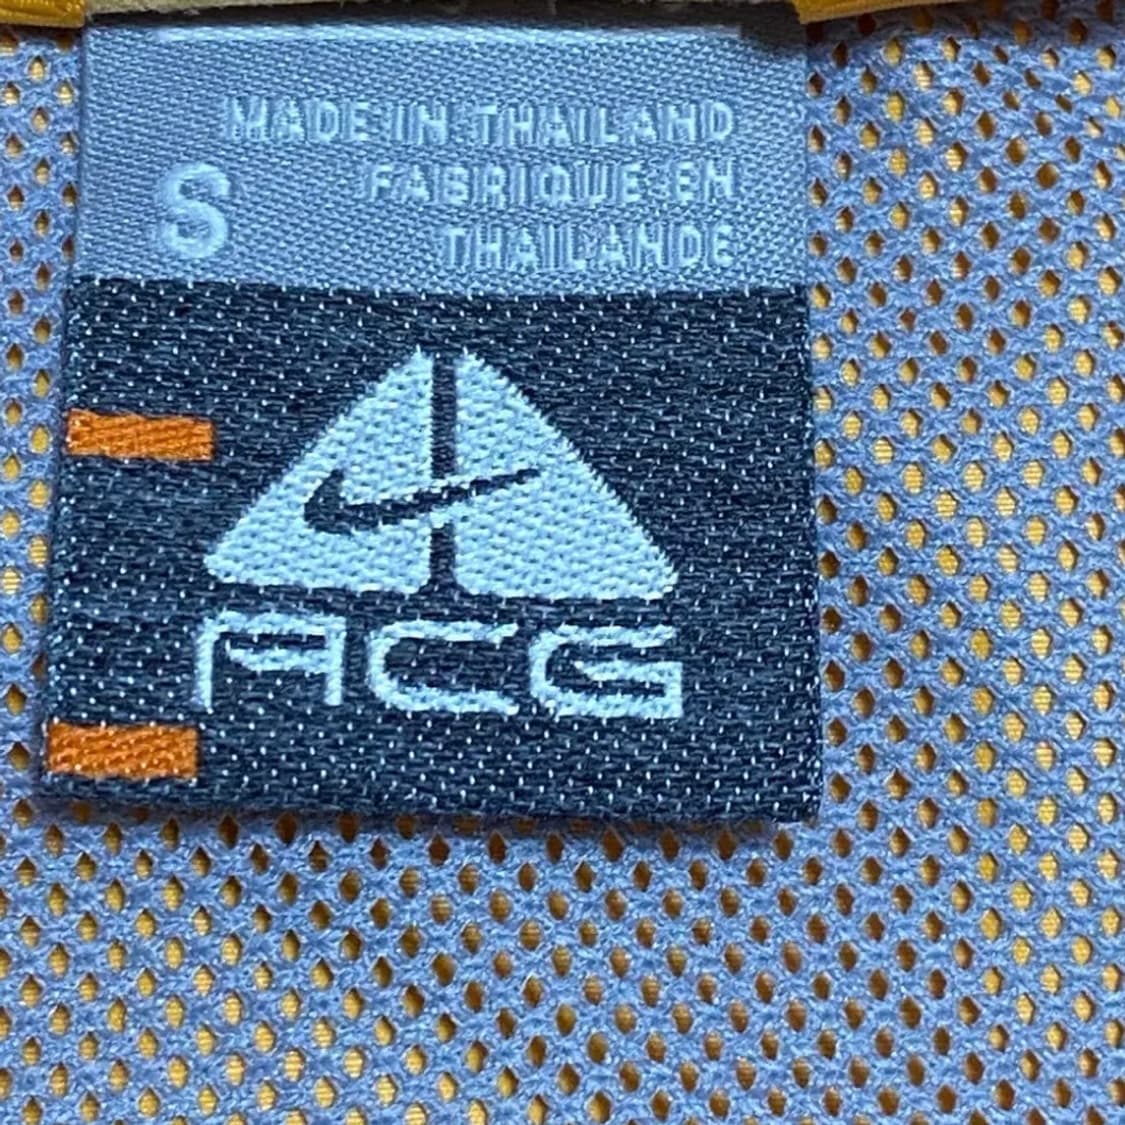 MADE IN THAILAND
S FABRIQUE EN
THAILANDE
ACG